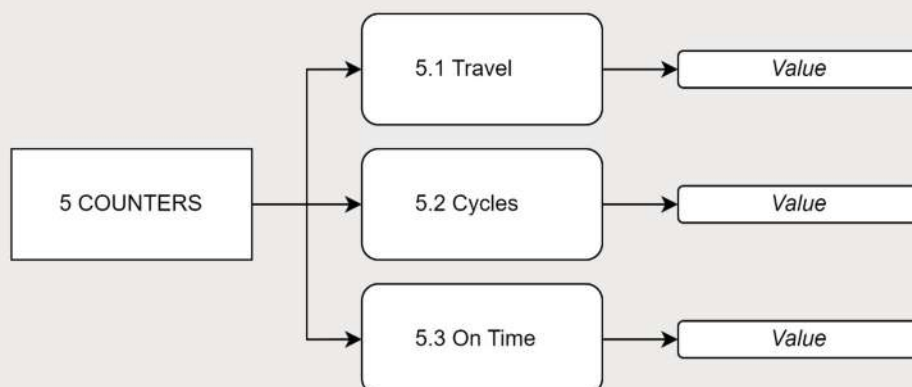 5 COUNTERS
5.1 Travel
Value
5.2 Cycles
Value
5.3 On Time
Value